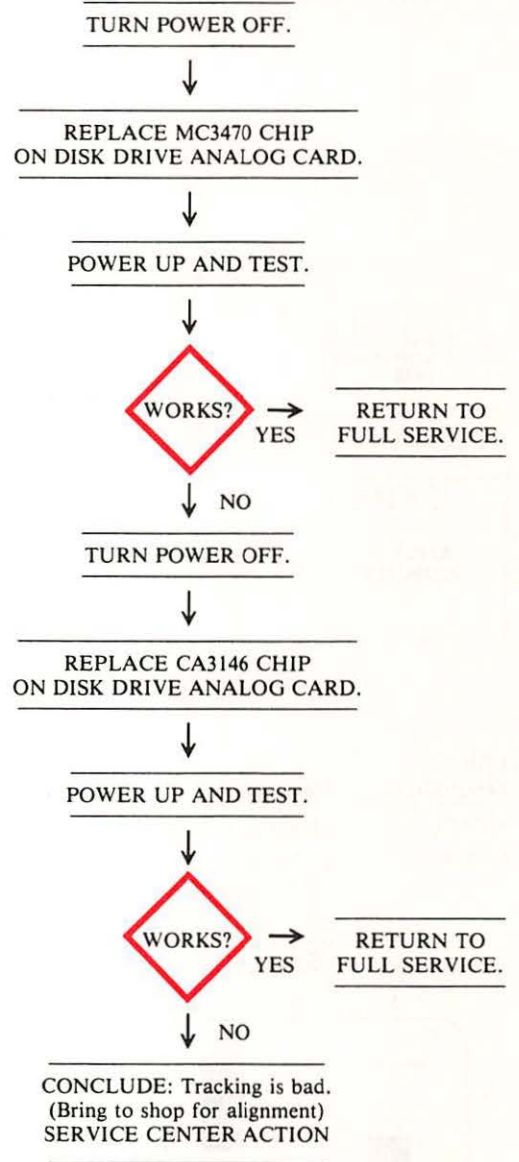 TURN POWER OFF.
REPLACE MC3470 CHIP
ON DISK DRIVE ANALOG CARD.
POWER UP AND TEST.
WORKS?
YES
RETURN TO
FULL SERVICE.
NO
TURN POWER OFF.
REPLACE CA3146 CHIP
ON DISK DRIVE ANALOG CARD.
POWER UP AND TEST.
WORKS?
YES
RETURN TO
FULL SERVICE.
NO
CONCLUDE: Tracking is bad.
(Bring to shop for alignment)
SERVICE CENTER ACTION